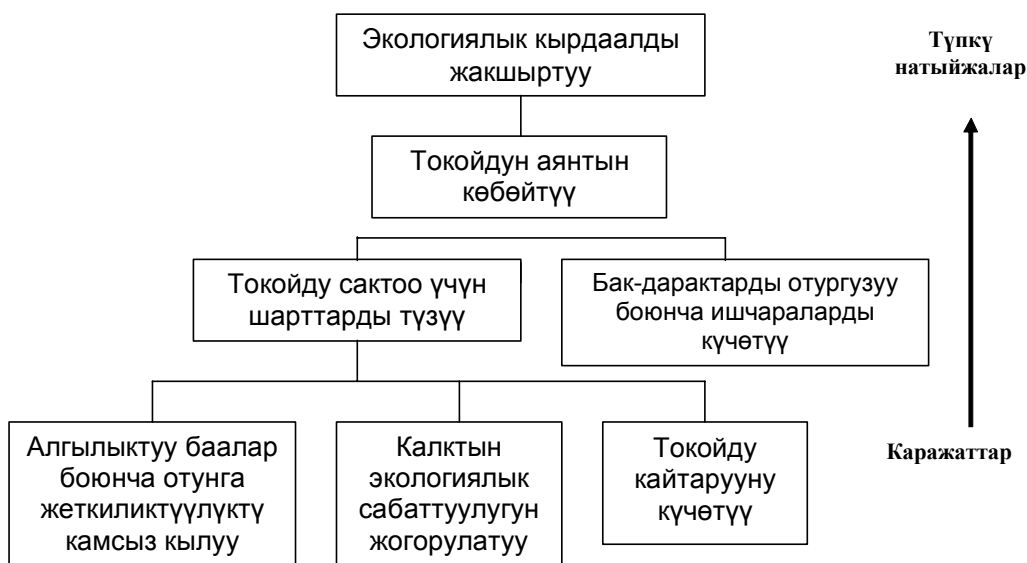 Экологиялык кырдаалды
жакшыртуу
Түпкү
натыйжалар
Токойдун аянтын
көбөйтүү
Токойду сактоо үчүн
шарттарды түзүү
Бак-дарактарды отургузуу
боюнча ишчараларды
күчөтүү
Алгылыктуу баалар
боюнча отунга
жеткиликтүүлүктү
камсыз кылуу
Калктын
экологиялык
сабаттуулугун
жогорулатуу
Токойду
кайтарууну
күчөтүү
Каражаттар